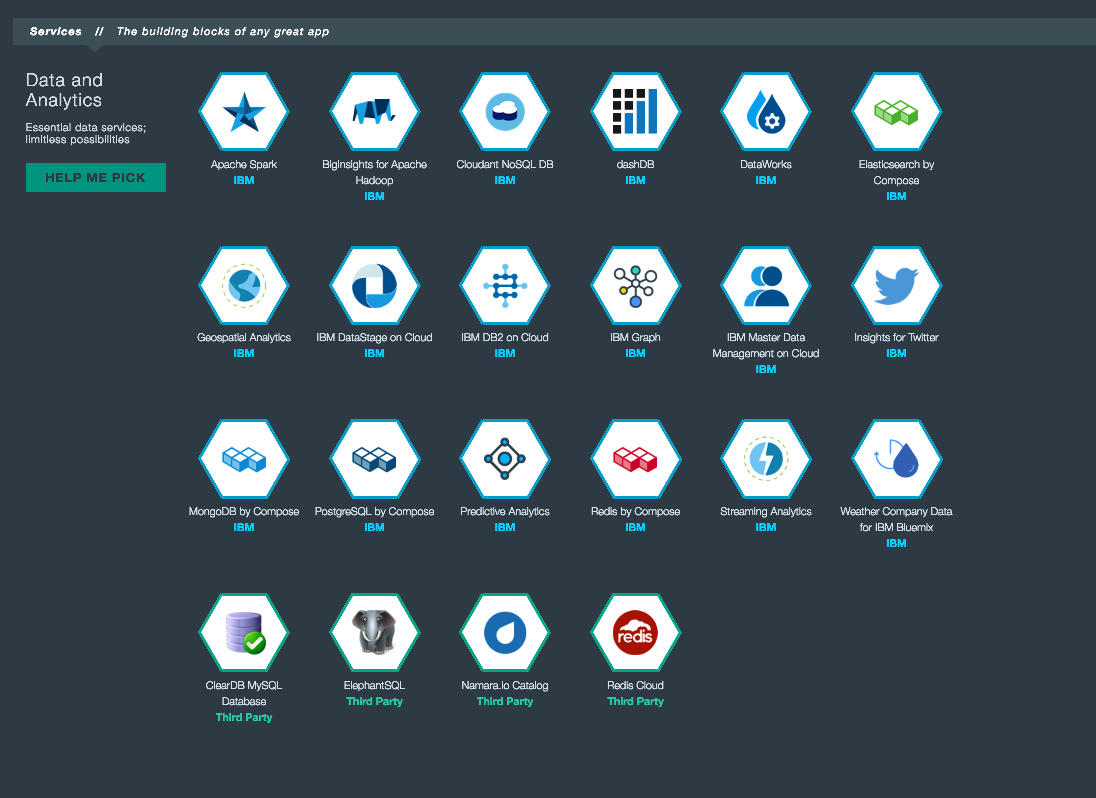 Services // The building blocks of any great app
Data and
Analytics
Essential data services;
limitless possibilities
HELP ME PICK
Apache Spark
IBM
BigInsights for Apache
Hadoop
IBM
Cloudant NoSQL DB
IBM
dashDB
IBM
DataWorks
IBM
Elasticsearch by
Compose
IBM
Geospatial Analytics
IBM
IBM DataStage on Cloud
IBM
IBM DB2 on Cloud
IBM
IBM Graph
IBM
IBM Master Data
Management on Cloud
IBM
Insights for Twitter
IBM
MongoDB by Compose
IBM
PostgreSQL by Compose
IBM
Predictive Analytics
IBM
Redis by Compose
IBM
Streaming Analytics
IBM
Weather Company Data
for IBM Bluemix
IBM
ClearDB MySQL
Database
Third Party
ElephantSQL
Third Party
Namara.io Catalog
Third Party
redis
Redis Cloud
Third Party